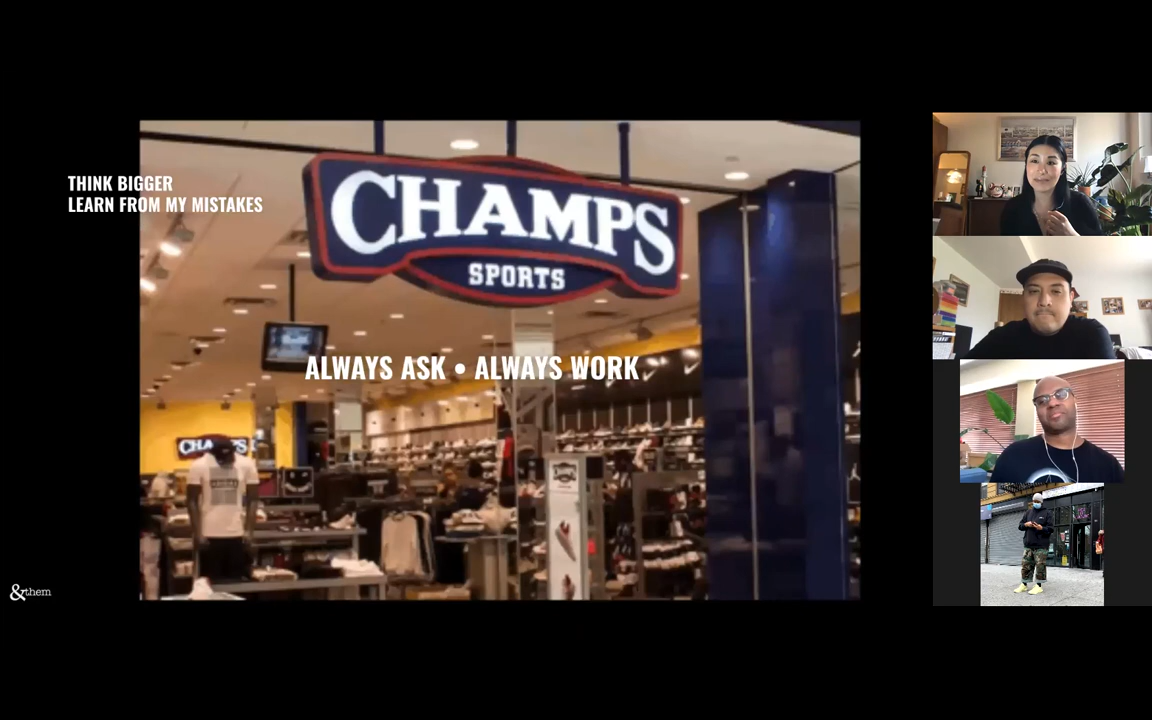 THINK BIGGER
LEARN FROM MY MISTAKES
CHAMPS
SPORTS
ALWAYS ASK • ALWAYS WORK
CHAMPS
&them